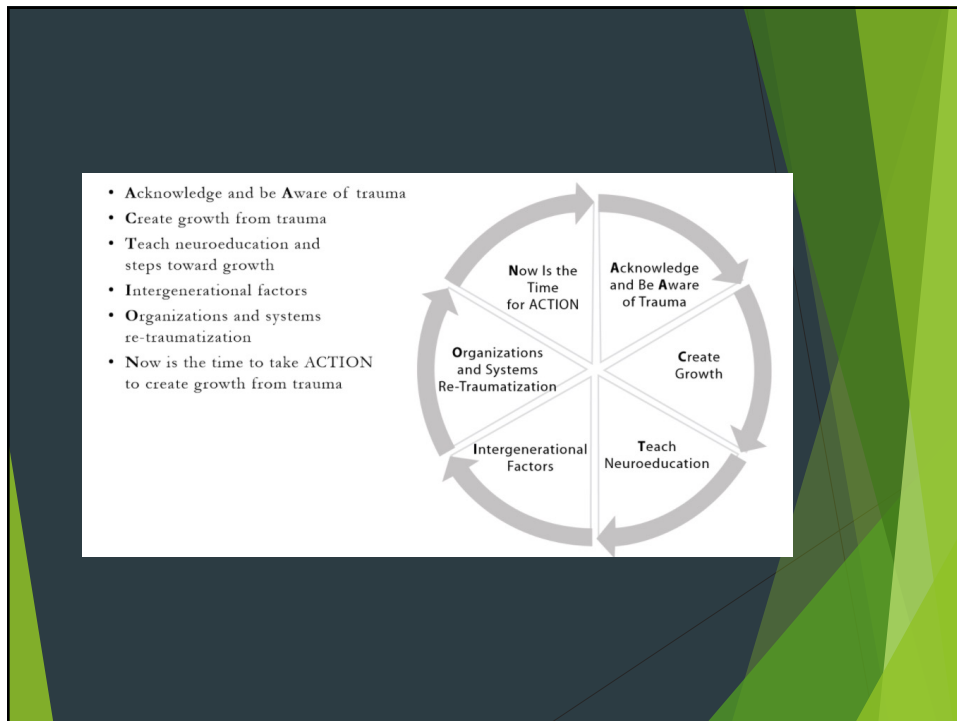 • Acknowledge and be Aware of trauma
• Create growth from trauma
• Teach neuroeducation and
steps toward growth
• Intergenerational factors
• Organizations and systems
re-traumatization
• Now is the time to take ACTION
to create growth from trauma
Now Is the
Time
for ACTION
Acknowledge
and Be Aware
of Trauma
Organizations
and Systems
Re-Traumatization
Create
Growth
Intergenerational
Factors
Teach
Neuroeducation